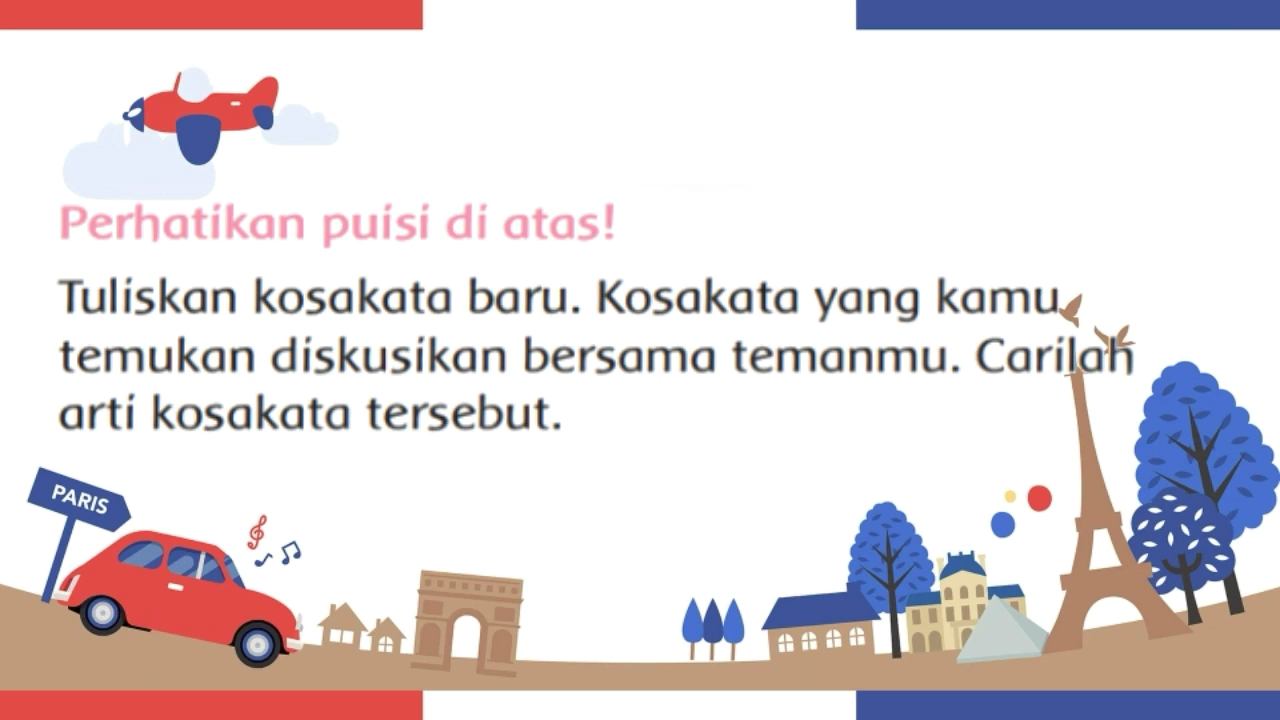 Perhatikan puisi di atas!
Tuliskan kosakata baru. Kosakata yang kamu
temukan diskusikan bersama temanmu. Carilah
arti kosakata tersebut.
PARIS